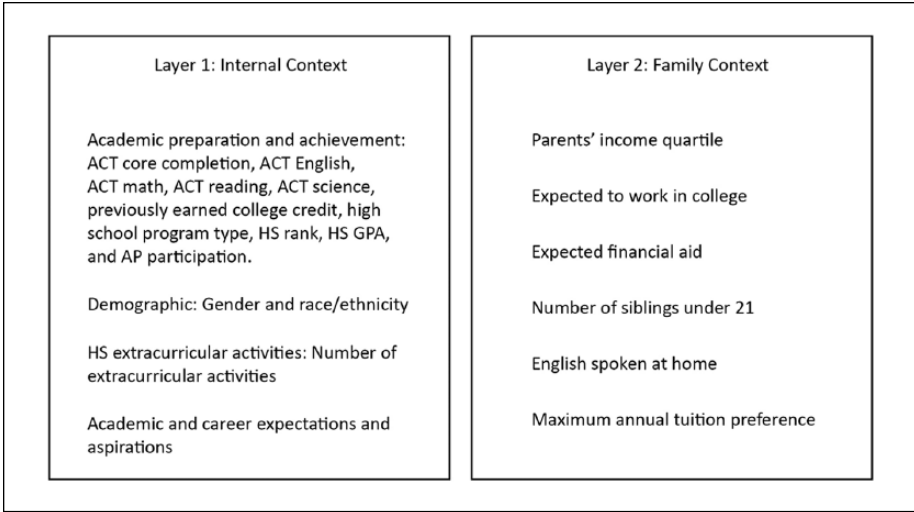 Layer 1: Internal Context
Academic preparation and achievement:
ACT core completion, ACT English,
ACT math, ACT reading, ACT science,
previously earned college credit, high
school program type, HS rank, HS GPA,
and AP participation.
Demographic: Gender and race/ethnicity
HS extracurricular activities: Number of
extracurricular activities
Academic and career expectations and
aspirations
Layer 2: Family Context
Parents’ income quartile
Expected to work in college
Expected financial aid
Number of siblings under 21
English spoken at home
Maximum annual tuition preference